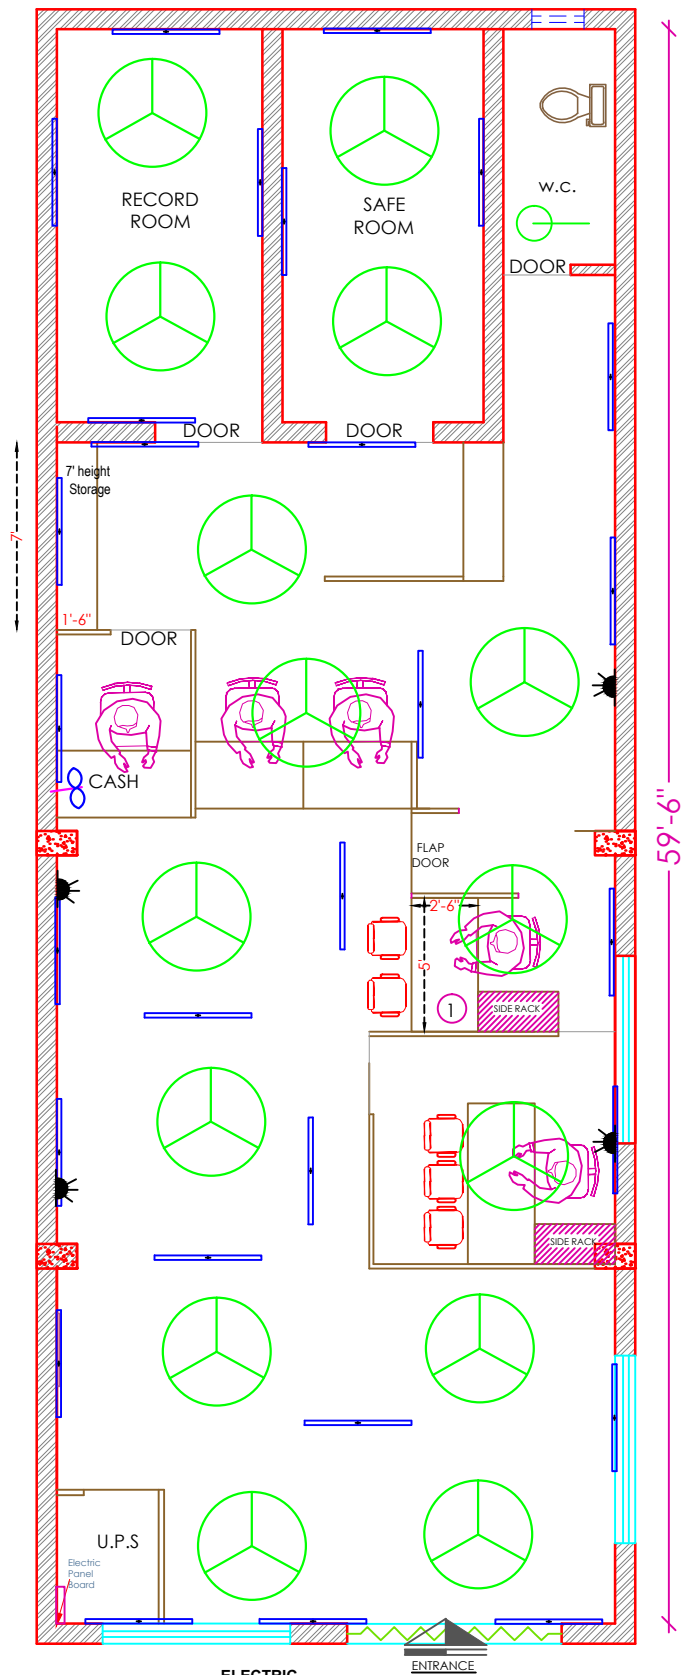 RECORD
ROOM
SAFE
ROOM
W.C.
DOOR
DOOR
DOOR
7' height
Storage
7'
1'-6"
DOOR
CASH
59'-6"
FLAP
DOOR
2'-6"
5'
1
SIDE RACK
SIDE RACK
U.P.S
Electric
Panel
Board
ENTRANCE
ELECTRIC